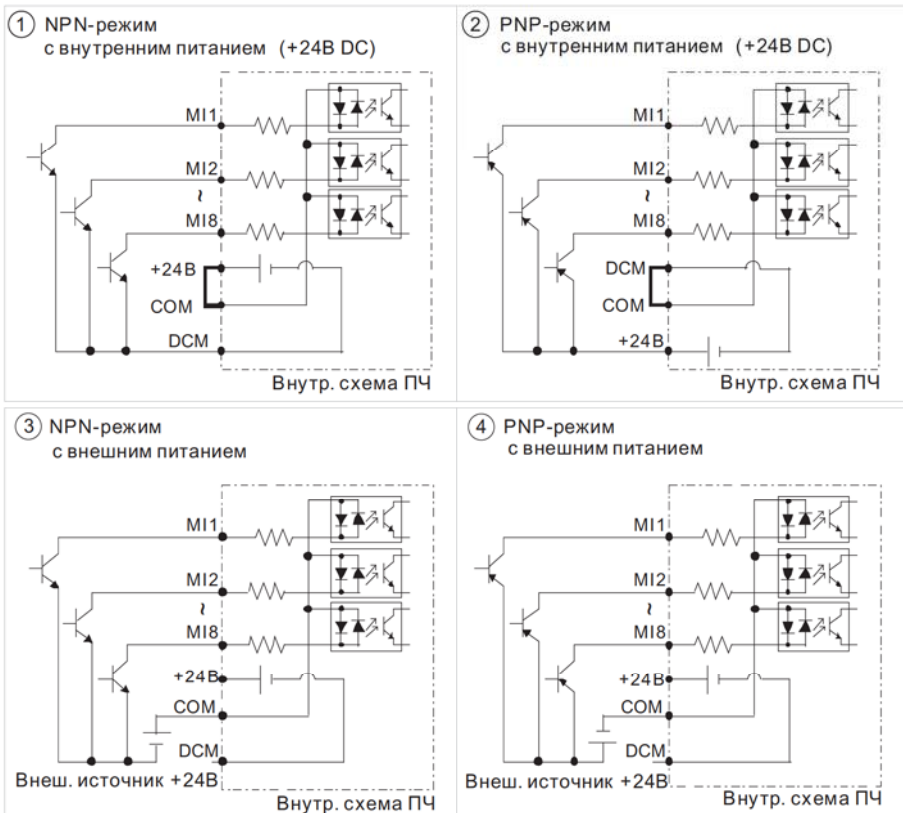 1 NPN-режим
с внутренним питанием (+24В DC)
MI1
MI2
~
MI8
+24В
COM
DCM
Внутр. схема ПЧ
2 PNP-режим
с внутренним питанием (+24В DC)
MI1
MI2
~
MI8
DCM
COM
+24В
Внутр. схема ПЧ
3 NPN-режим
с внешним питанием
MI1
MI2
~
MI8
+24В
COM
DCM
Внеш. источник +24В
Внутр. схема ПЧ
4 PNP-режим
с внешним питанием
MI1
MI2
~
MI8
+24В
COM
DCM
Внеш. источник +24В
Внутр. схема ПЧ